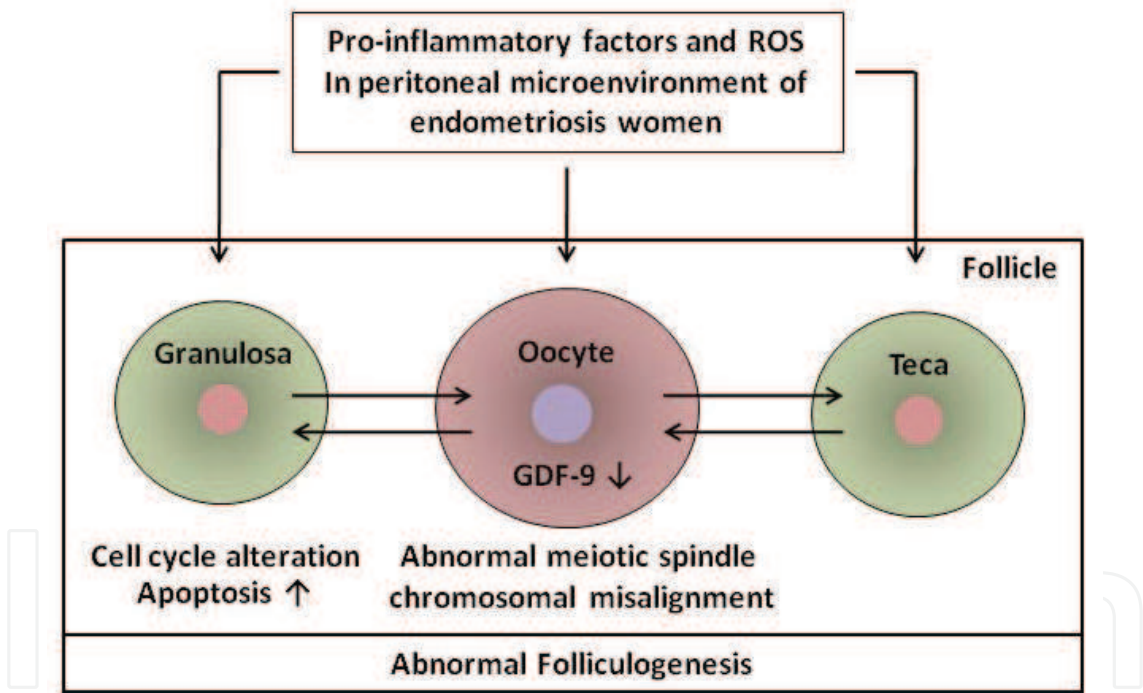 Pro-inflammatory factors and ROS
In peritoneal microenvironment of
endometriosis women
Follicle
Granulosa
Oocyte
Teca
GDF-9 ↓
Cell cycle alteration
Apoptosis ↑
Abnormal meiotic spindle
chromosomal misalignment
Abnormal Folliculogenesis